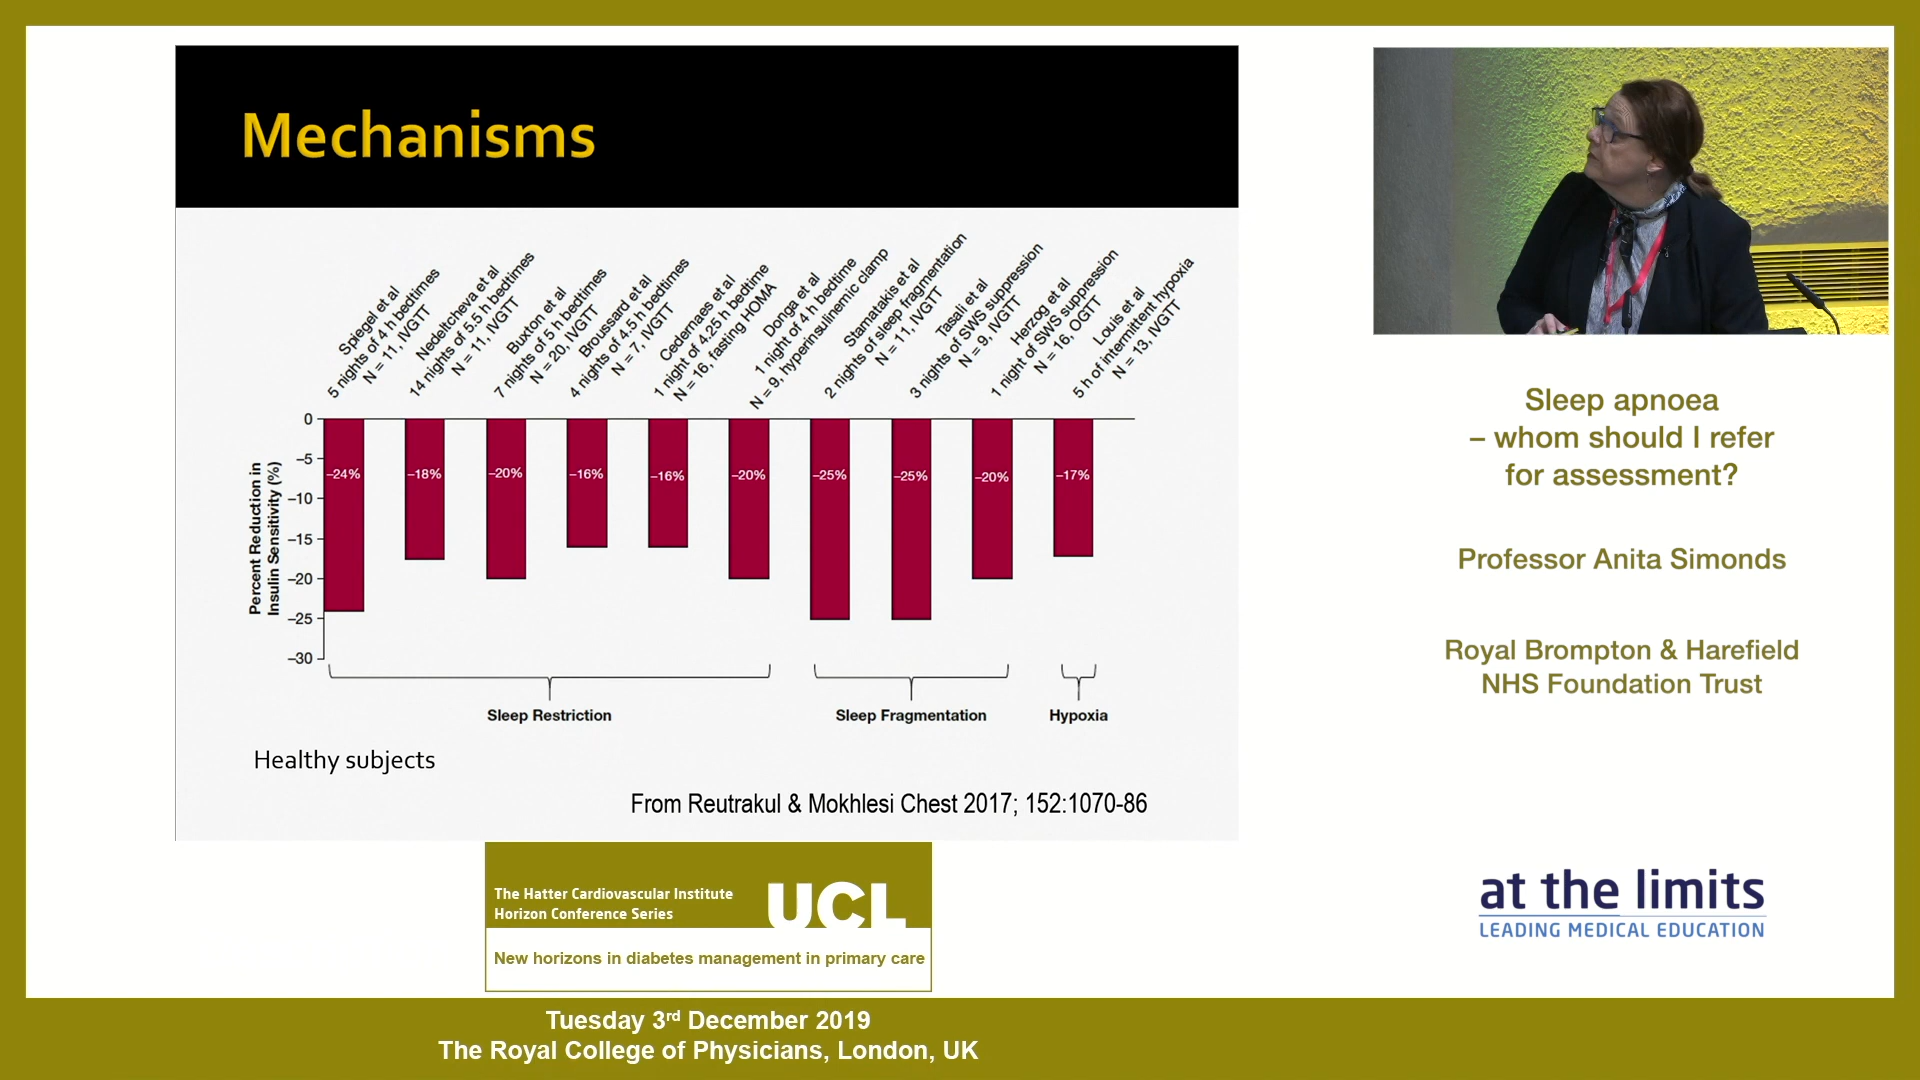 Mechanisms
Spiegel et al
5 nights of 4 h bedtimes
N = 11, IVGTT
Nedeltcheva et al
14 nights of 5.5 h bedtimes
N = 11, IVGTT
Buxton et al
7 nights of 5 h bedtimes
N = 20, IVGTT
Broussard et al
4 nights of 4.5 h bedtimes
N = 7, IVGTT
Cedernaes et al
1 night of 4.25 h bedtime
N = 16, fasting HOMA
Donga et al
1 night of 4 h bedtime
N = 9, hyperinsulinemic clamp
Stamatakis et al
2 nights of sleep fragmentation
N = 11, IVGTT
Tasali et al
3 nights of SWS suppression
N = 9, IVGTT
Herzog et al
1 night of SWS suppression
N = 16, OGTT
Louis et al
5 h of intermittent hypoxia
N = 13, IVGTT
Percent Reduction in
Insulin Sensitivity (%)
0
–5
–10
–15
–20
–25
–30
–24%
–18%
–20%
–16%
–16%
–20%
–25%
–25%
–20%
–17%
Sleep Restriction
Sleep Fragmentation
Hypoxia
Healthy subjects
From Reutrakul & Mokhlesi Chest 2017; 152:1070-86
Sleep apnoea
– whom should I refer
for assessment?
Professor Anita Simonds
Royal Brompton & Harefield
NHS Foundation Trust
The Hatter Cardiovascular Institute
Horizon Conference Series
UCL
New horizons in diabetes management in primary care
at the limits
LEADING MEDICAL EDUCATION
Tuesday 3rd December 2019
The Royal College of Physicians, London, UK